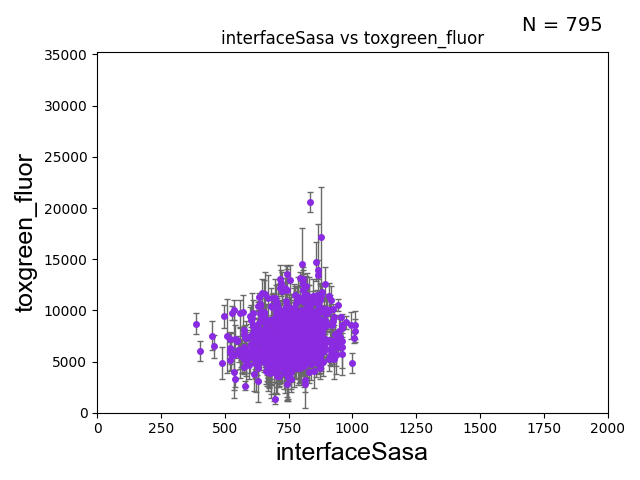 N = 795
interfaceSasa vs toxgreen_fluor
toxgreen_fluor
35000
30000
25000
20000
15000
10000
5000
0
0 250 500 750 1000 1250 1500 1750 2000
interfaceSasa